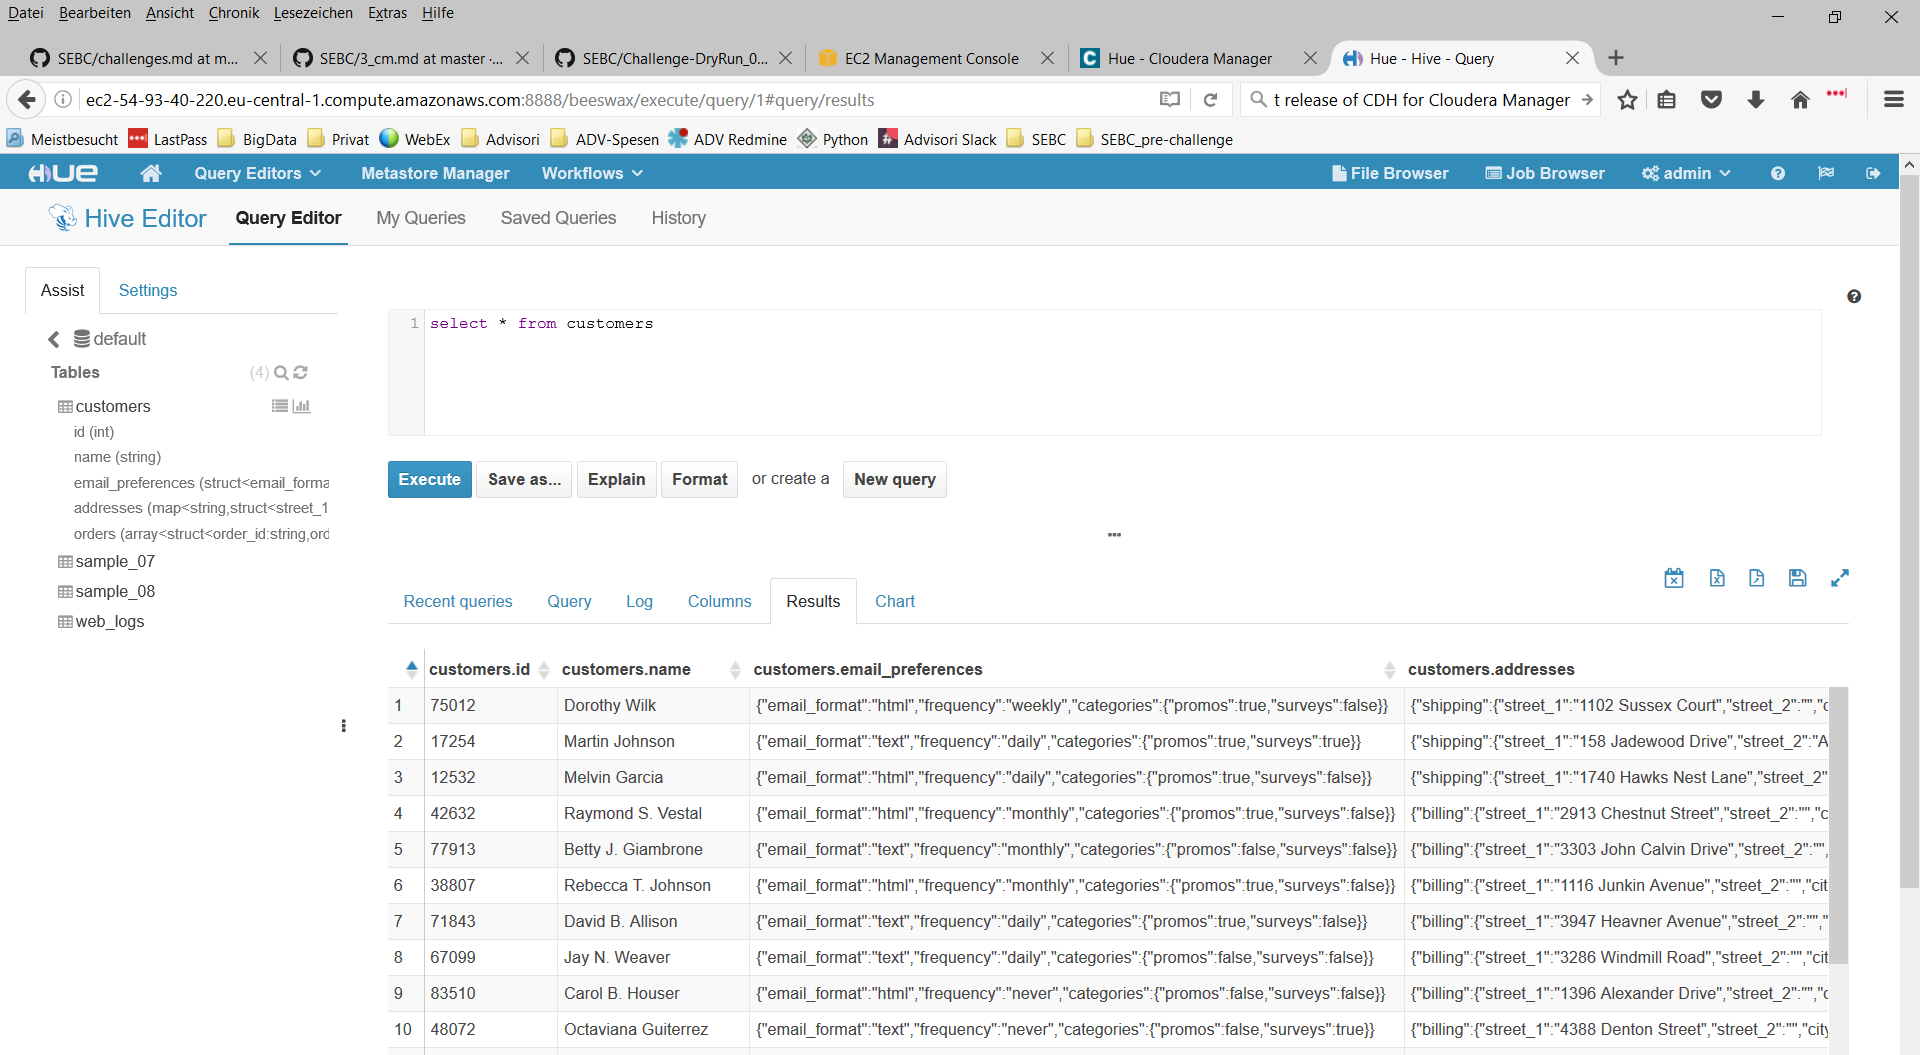 Datei Bearbeiten Ansicht Chronik Lesezeichen Extras Hilfe
SEBC/challenges.md at m... SEBC/3_cm.md at master ·... SEBC/Challenge-DryRun_0... EC2 Management Console Hue - Cloudera Manager Hue - Hive - Query
ec2-54-93-40-220.eu-central-1.compute.amazonaws.com:8888/beeswax/execute/query/1#query/results t release of CDH for Cloudera Manager
Meistbesucht LastPass BigData Privat WebEx Advisori ADV-Spesen ADV Redmine Python Advisori Slack SEBC SEBC_pre-challenge
HUE Query Editors Metastore Manager Workflows File Browser Job Browser admin
Hive Editor Query Editor My Queries Saved Queries History
Assist Settings
default
Tables (4)
customers
id (int)
name (string)
email_preferences (struct<email_forma
addresses (map<string,struct<street_1
orders (array<struct<order_id:string,ord
sample_07
sample_08
web_logs
1 select * from customers
Execute Save as... Explain Format or create a New query
Recent queries Query Log Columns Results Chart
customers.id customers.name customers.email_preferences customers.addresses
1 75012 Dorothy Wilk {"email_format":"html","frequency":"weekly","categories":{"promos":true,"surveys":false}} {"shipping":{"street_1":"1102 Sussex Court","street_2":"","c
2 17254 Martin Johnson {"email_format":"text","frequency":"daily","categories":{"promos":true,"surveys":true}} {"shipping":{"street_1":"158 Jadewood Drive","street_2":"A
3 12532 Melvin Garcia {"email_format":"html","frequency":"daily","categories":{"promos":true,"surveys":false}} {"shipping":{"street_1":"1740 Hawks Nest Lane","street_2"
4 42632 Raymond S. Vestal {"email_format":"html","frequency":"monthly","categories":{"promos":true,"surveys":false}} {"billing":{"street_1":"2913 Chestnut Street","street_2":"","c
5 77913 Betty J. Giambrone {"email_format":"text","frequency":"monthly","categories":{"promos":false,"surveys":false}} {"billing":{"street_1":"3303 John Calvin Drive","street_2":"",
6 38807 Rebecca T. Johnson {"email_format":"html","frequency":"monthly","categories":{"promos":true,"surveys":false}} {"billing":{"street_1":"1116 Junkin Avenue","street_2":"","cit
7 71843 David B. Allison {"email_format":"text","frequency":"daily","categories":{"promos":true,"surveys":false}} {"billing":{"street_1":"3947 Heavner Avenue","street_2":"","
8 67099 Jay N. Weaver {"email_format":"text","frequency":"daily","categories":{"promos":false,"surveys":false}} {"billing":{"street_1":"3286 Windmill Road","street_2":"","cit
9 83510 Carol B. Houser {"email_format":"html","frequency":"never","categories":{"promos":false,"surveys":false}} {"billing":{"street_1":"1396 Alexander Drive","street_2":"","c
10 48072 Octaviana Guiterrez {"email_format":"text","frequency":"never","categories":{"promos":false,"surveys":true}} {"billing":{"street_1":"4388 Denton Street","street_2":"","city